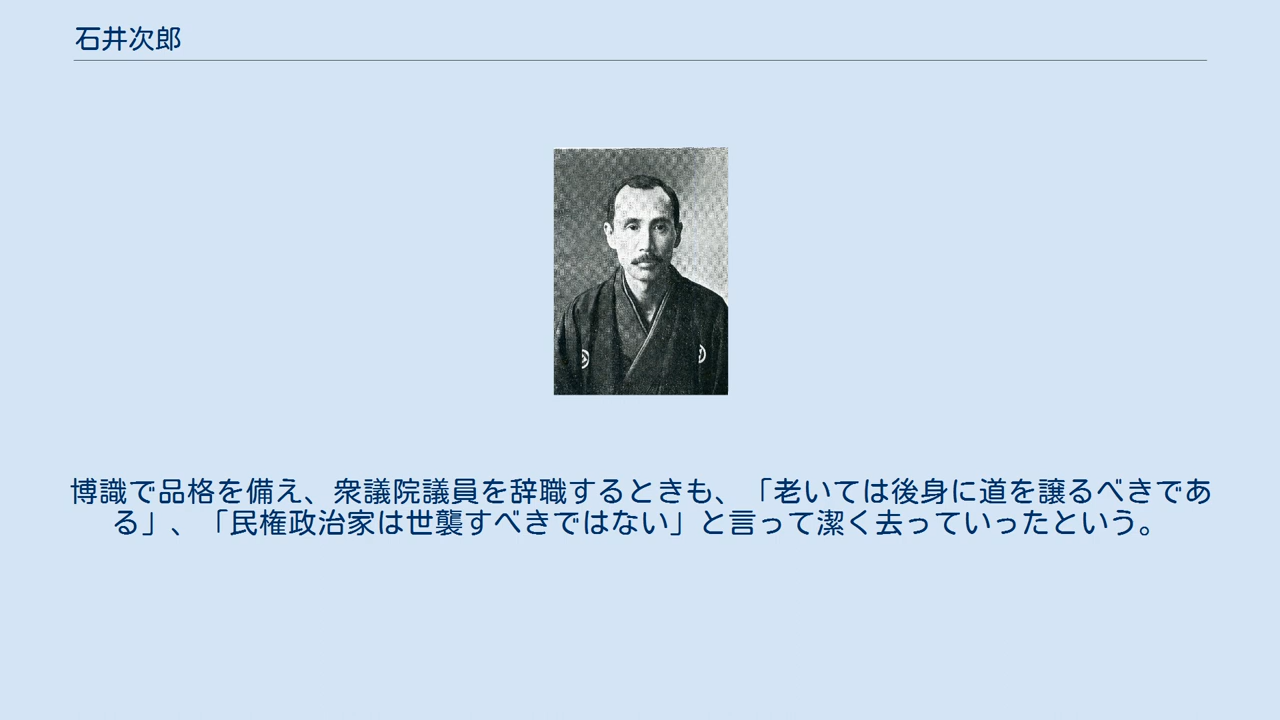 石井次郎
博識で品格を備え、衆議院議員を辞職するときも、「老いては後身に道を譲るべきであ
る」、「民権政治家は世襲すべきではない」と言って潔く去っていったという。